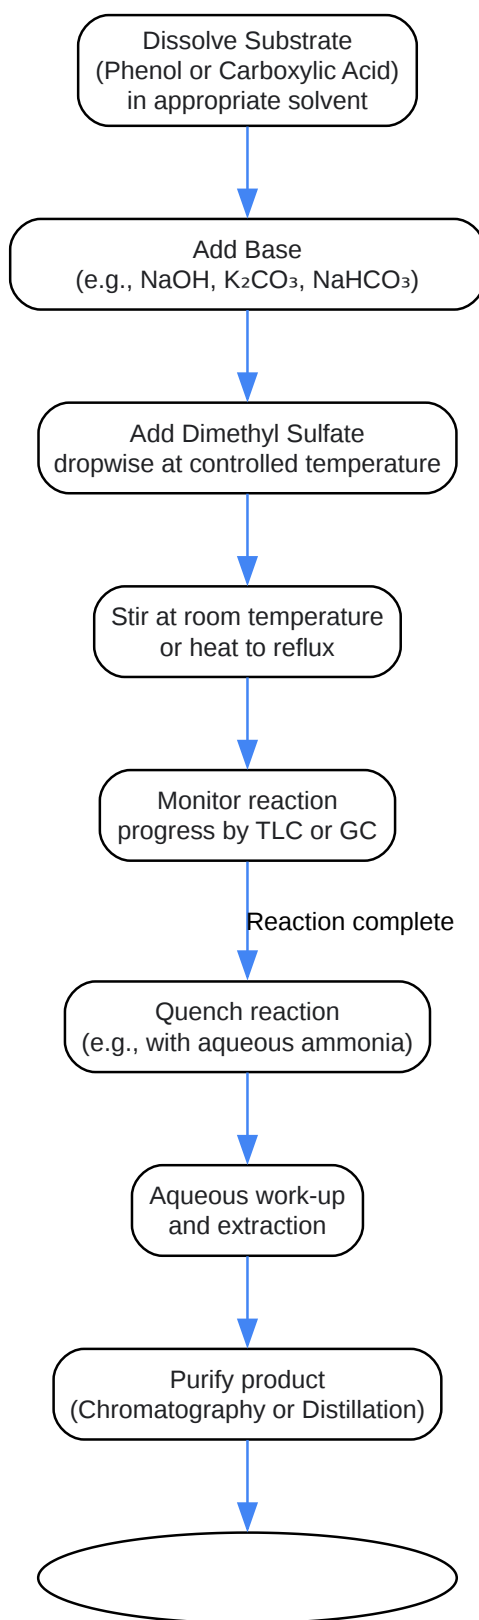 Dissolve Substrate
(Phenol or Carboxylic Acid)
in appropriate solvent
Add Base
(e.g., NaOH, K₂CO₃, NaHCO₃)
Add Dimethyl Sulfate
dropwise at controlled temperature
Stir at room temperature
or heat to reflux
Monitor reaction
progress by TLC or GC
Reaction complete
Quench reaction
(e.g., with aqueous ammonia)
Aqueous work-up
and extraction
Purify product
(Chromatography or Distillation)